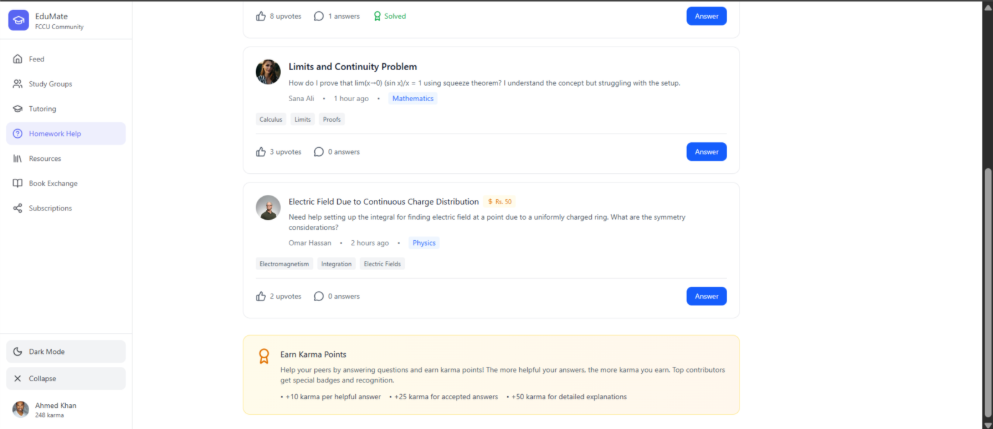 EduMate
FCCU Community
Feed
Study Groups
Tutoring
Homework Help
Resources
Book Exchange
Subscriptions
Dark Mode
Collapse
Ahmed Khan
248 karma
8 upvotes 1 answers Solved Answer
Limits and Continuity Problem
How do I prove that lim(x→0) (sin x)/x = 1 using squeeze theorem? I understand the concept but struggling with the setup.
Sana Ali • 1 hour ago • Mathematics
Calculus Limits Proofs
3 upvotes 0 answers Answer
Electric Field Due to Continuous Charge Distribution $ Rs. 50
Need help setting up the integral for finding electric field at a point due to a uniformly charged ring. What are the symmetry
considerations?
Omar Hassan • 2 hours ago • Physics
Electromagnetism Integration Electric Fields
2 upvotes 0 answers Answer
Earn Karma Points
Help your peers by answering questions and earn karma points! The more helpful your answers, the more karma you earn. Top contributors
get special badges and recognition.
• +10 karma per helpful answer • +25 karma for accepted answers • +50 karma for detailed explanations